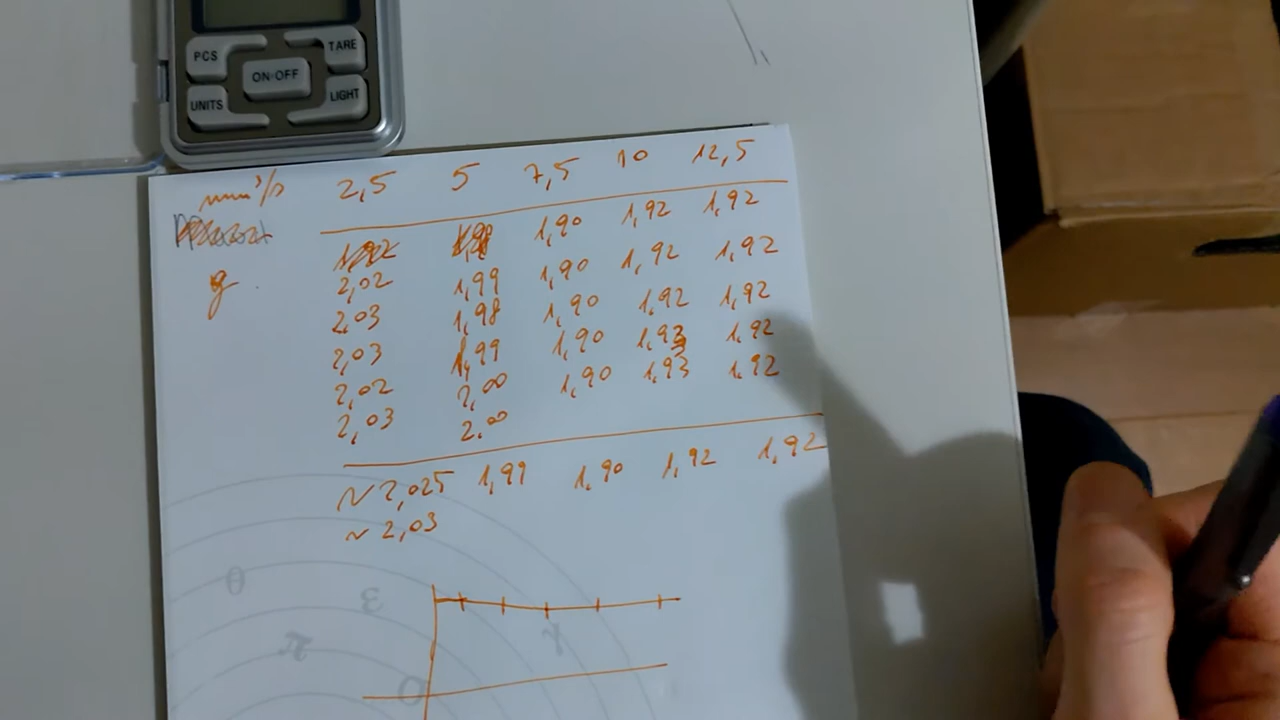 PCS TARE
ON·OFF
UNITS LIGHT
mm³/s 2,5 5 7,5 10 12,5
1,90 1,92 1,92
g 2,02 1,99 1,90 1,92 1,92
2,03 1,98 1,90 1,92 1,92
2,03 1,99 1,90 1,93 1,92
2,02 2,00 1,90 1,93 1,92
2,03 2,00
~ 2,025 1,99 1,90 1,92 1,92
~ 2,03
θ ε
π γ